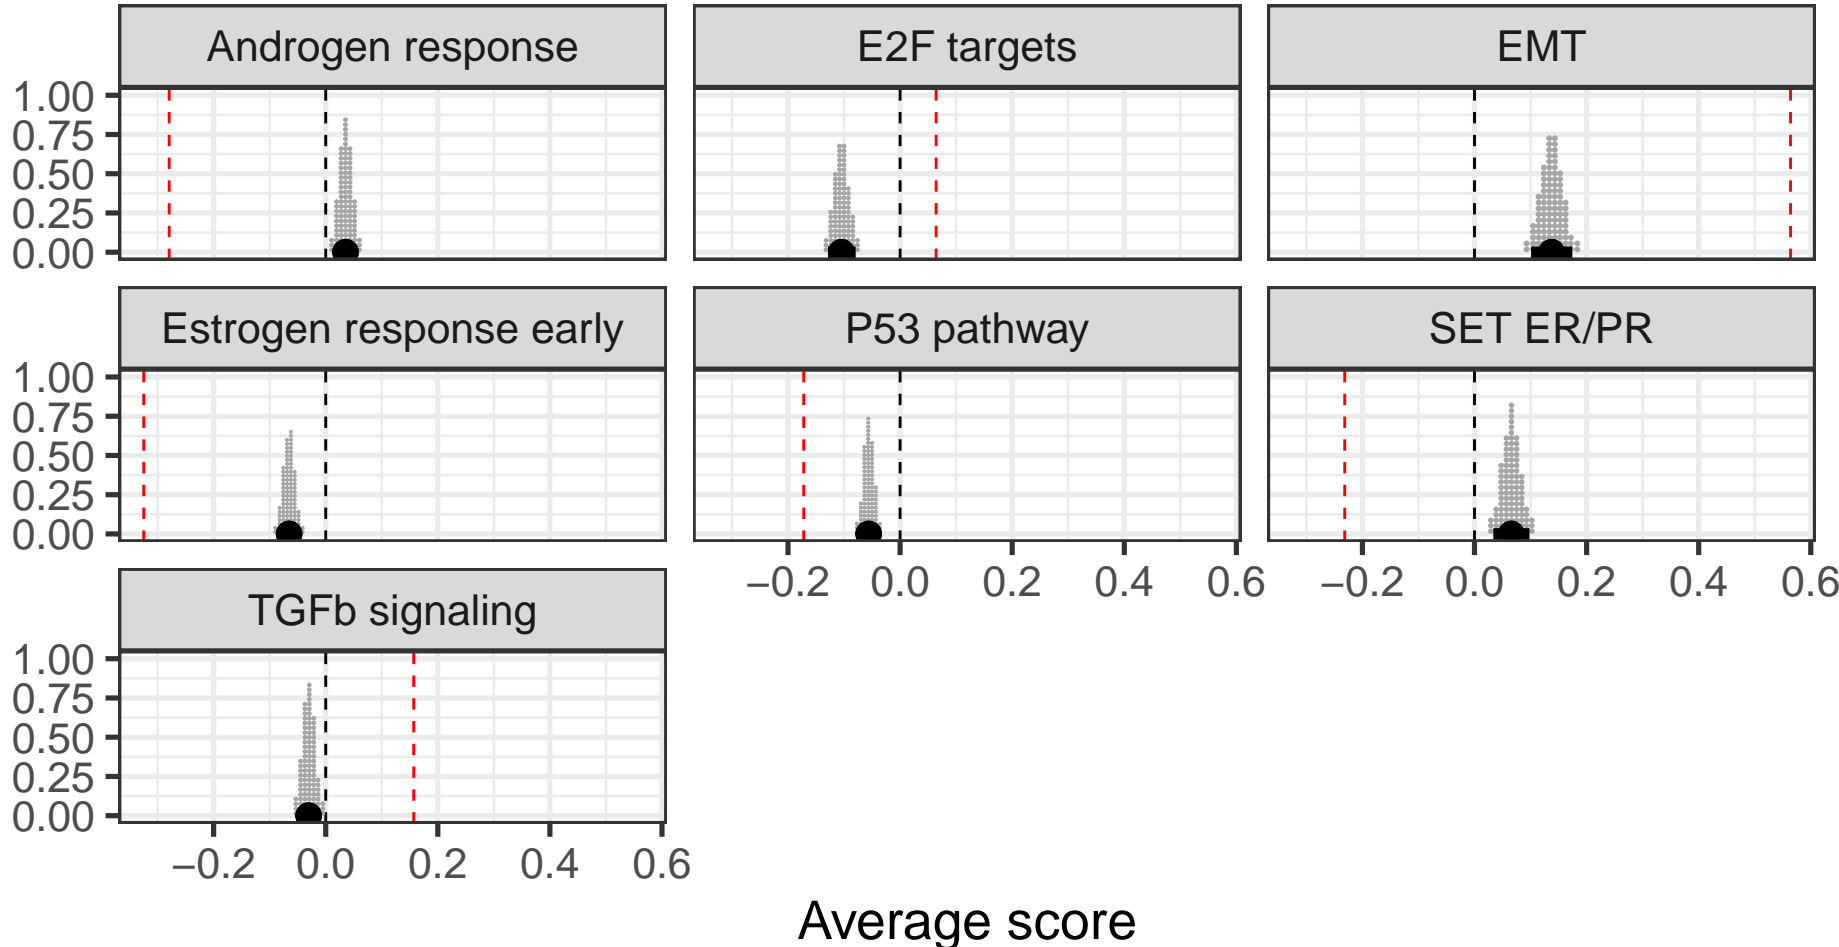 Androgen response
E2F targets
EMT
1.00
0.75
0.50
0.25
0.00
Estrogen response early
P53 pathway
SET ER/PR
1.00
0.75
0.50
0.25
0.00
−0.2 0.0 0.2 0.4 0.6
−0.2 0.0 0.2 0.4 0.6
TGFb signaling
1.00
0.75
0.50
0.25
0.00
−0.2 0.0 0.2 0.4 0.6
Average score